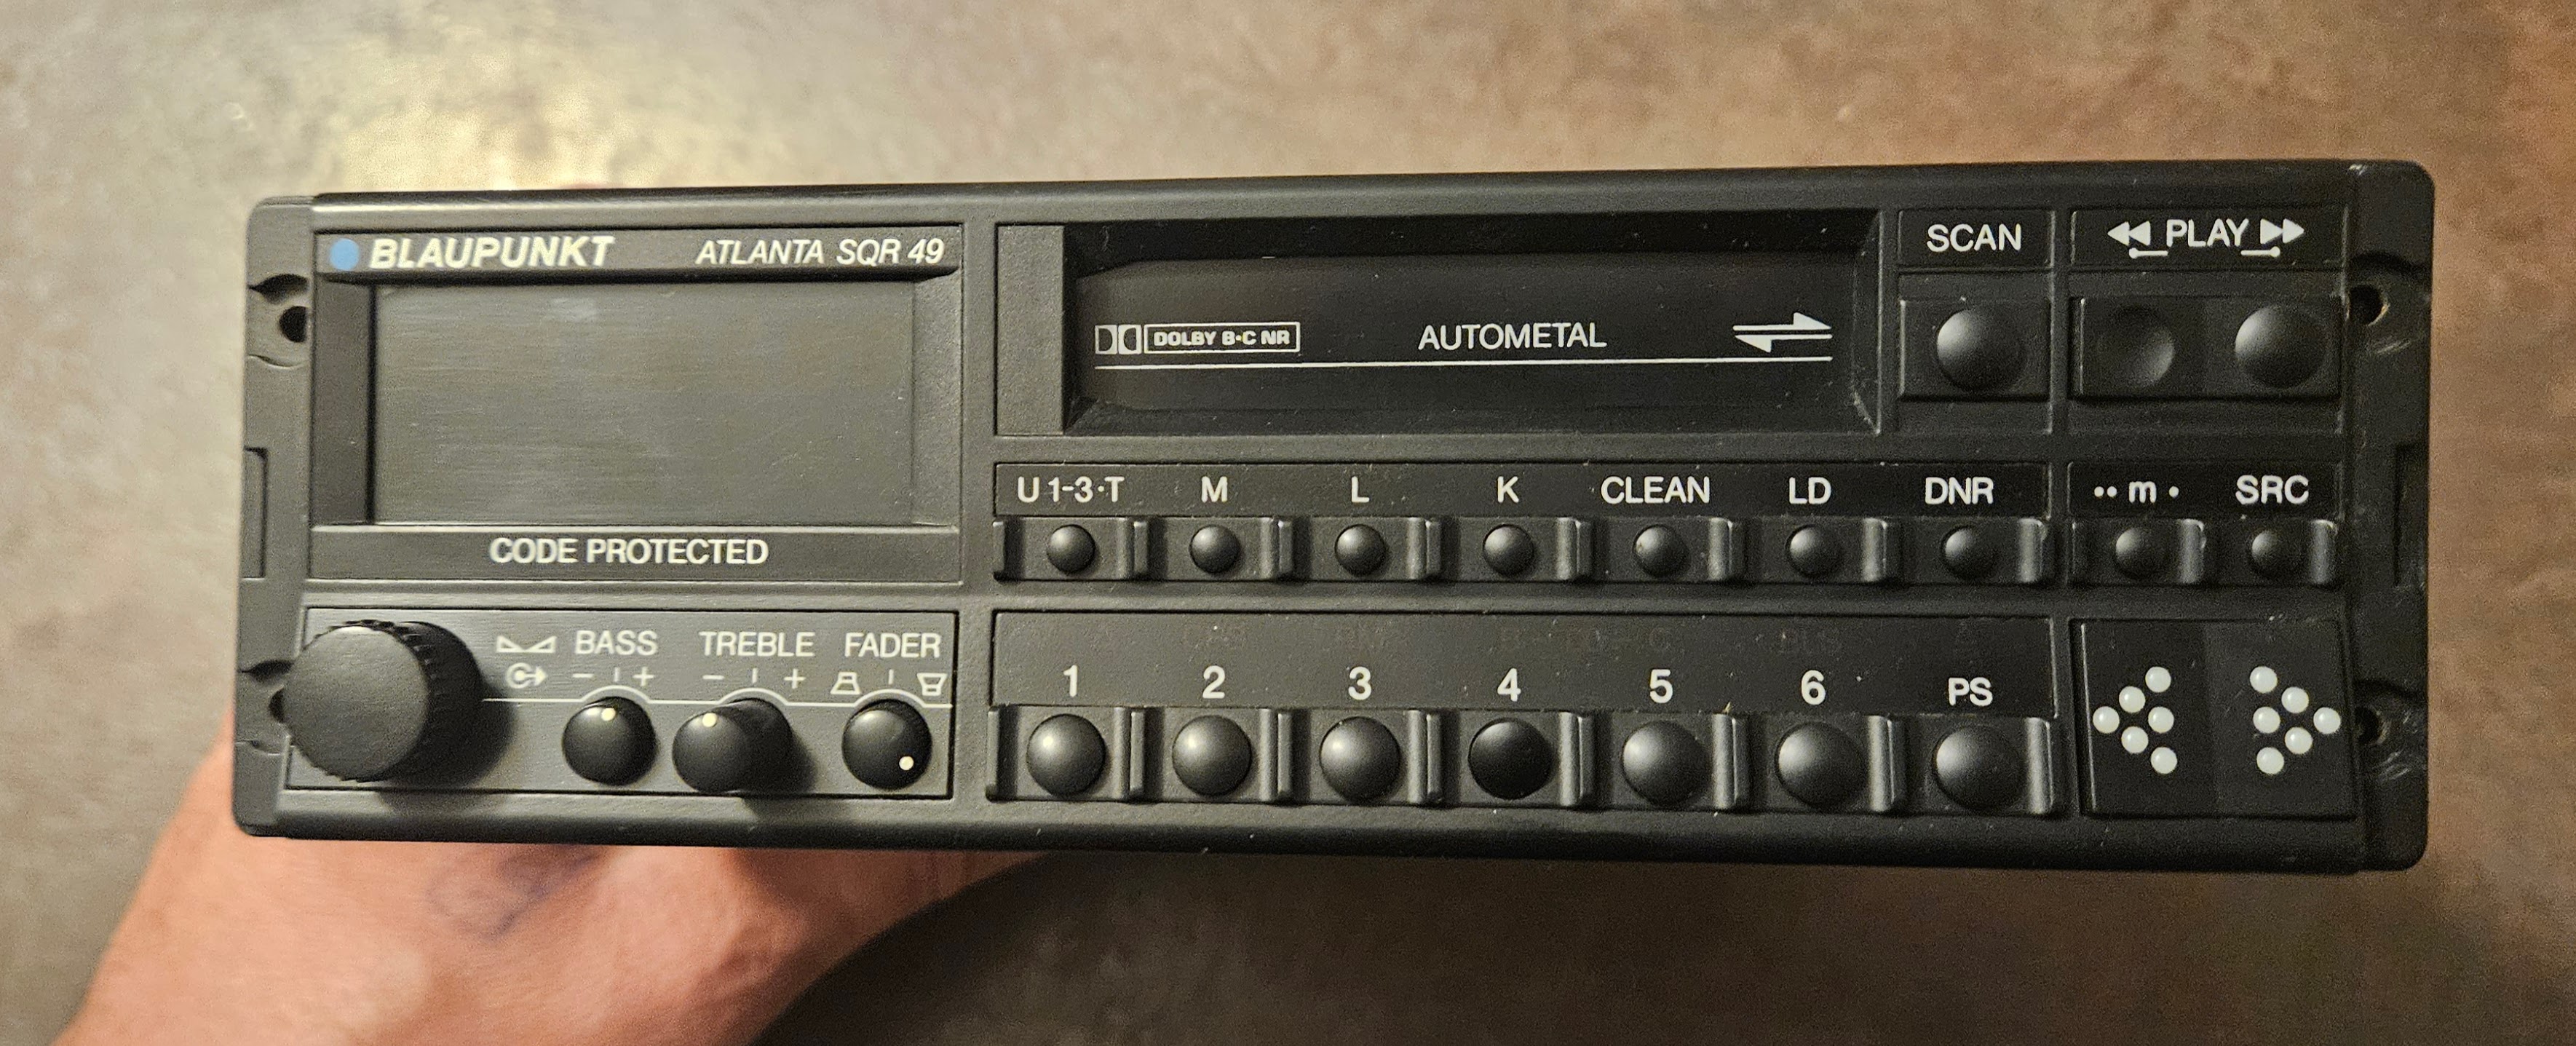 BLAUPUNKT ATLANTA SQR 49
CODE PROTECTED
BASS TREBLE FADER
- + - +
DOLBY B·C NR AUTOMETAL
SCAN PLAY
U 1-3·T M L K CLEAN LD DNR ·· m · SRC
1 2 3 4 5 6 PS